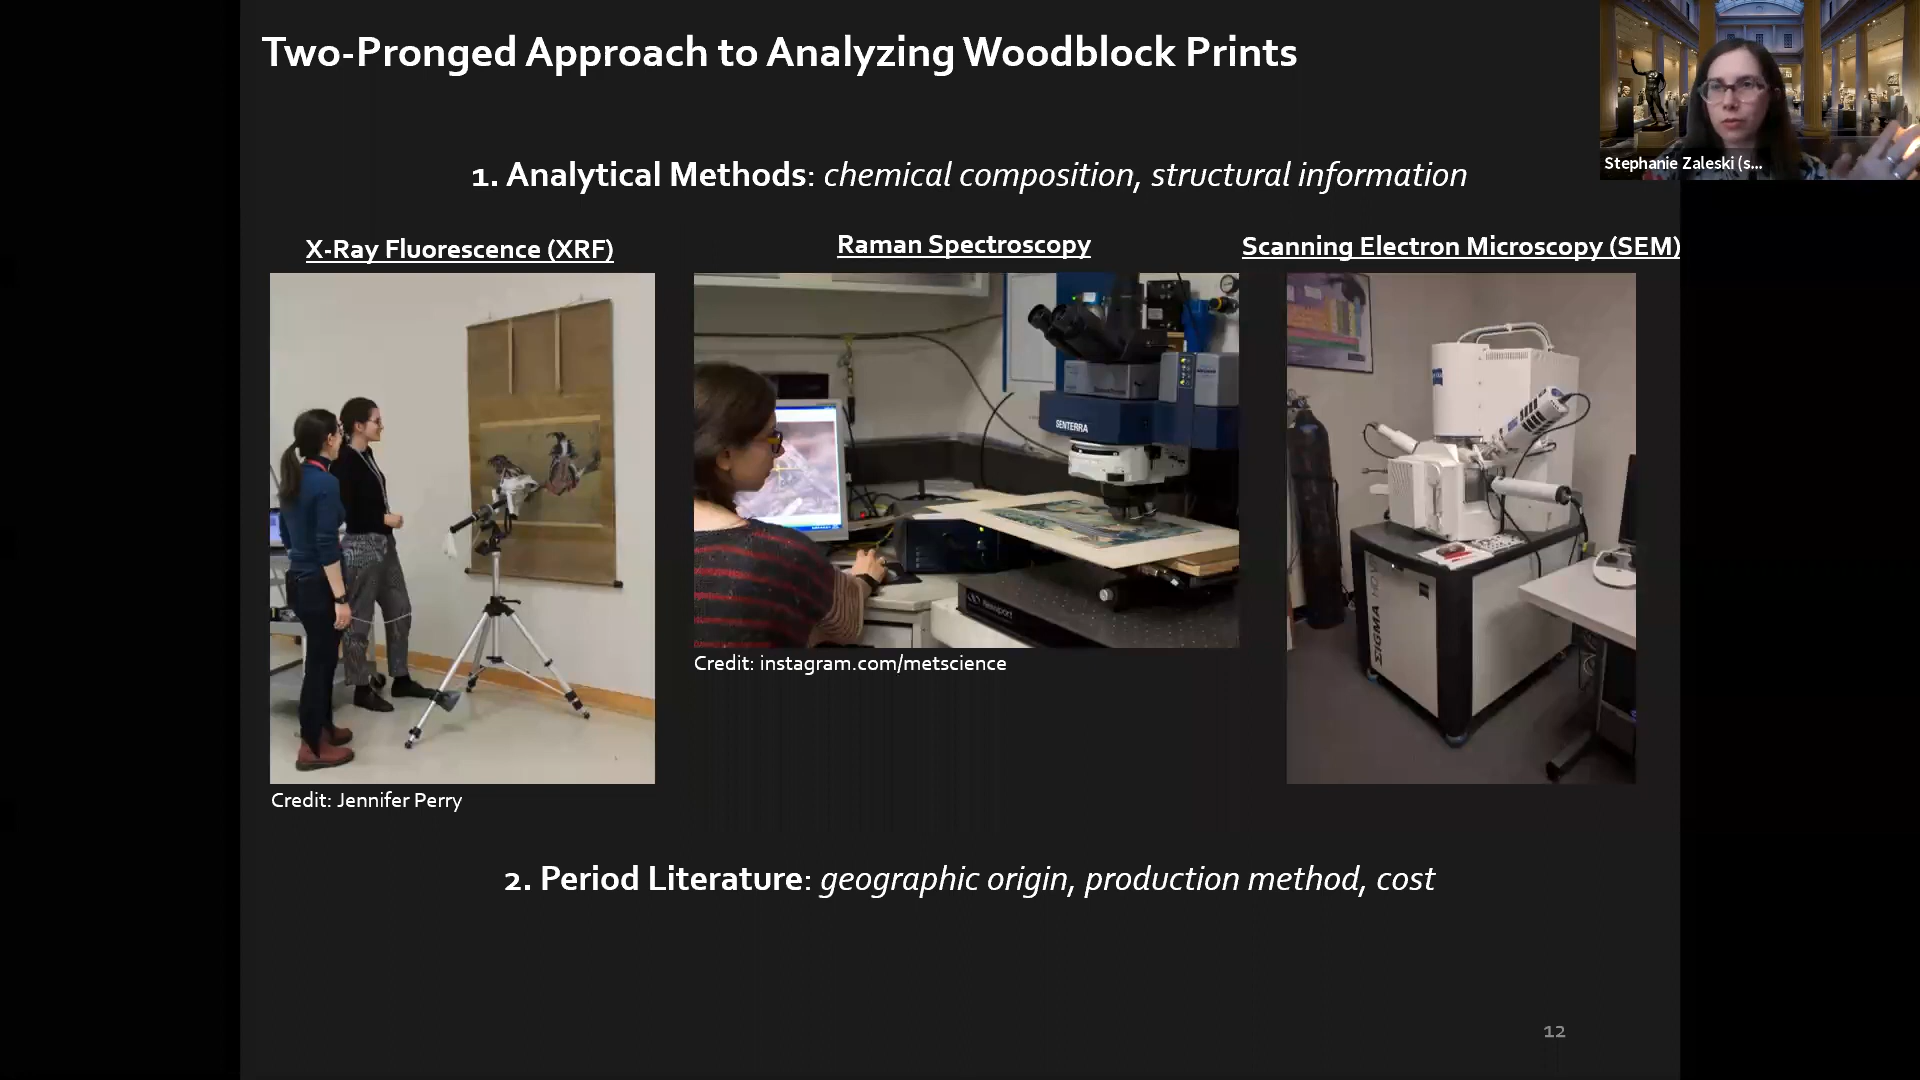 Two-Pronged Approach to Analyzing Woodblock Prints
Stephanie Zaleski (s...
1. Analytical Methods: chemical composition, structural information
X-Ray Fluorescence (XRF)
Raman Spectroscopy
Scanning Electron Microscopy (SEM)
SENTERRA
Newport
SIGMA HD
Credit: instagram.com/metscience
Credit: Jennifer Perry
2. Period Literature: geographic origin, production method, cost
12